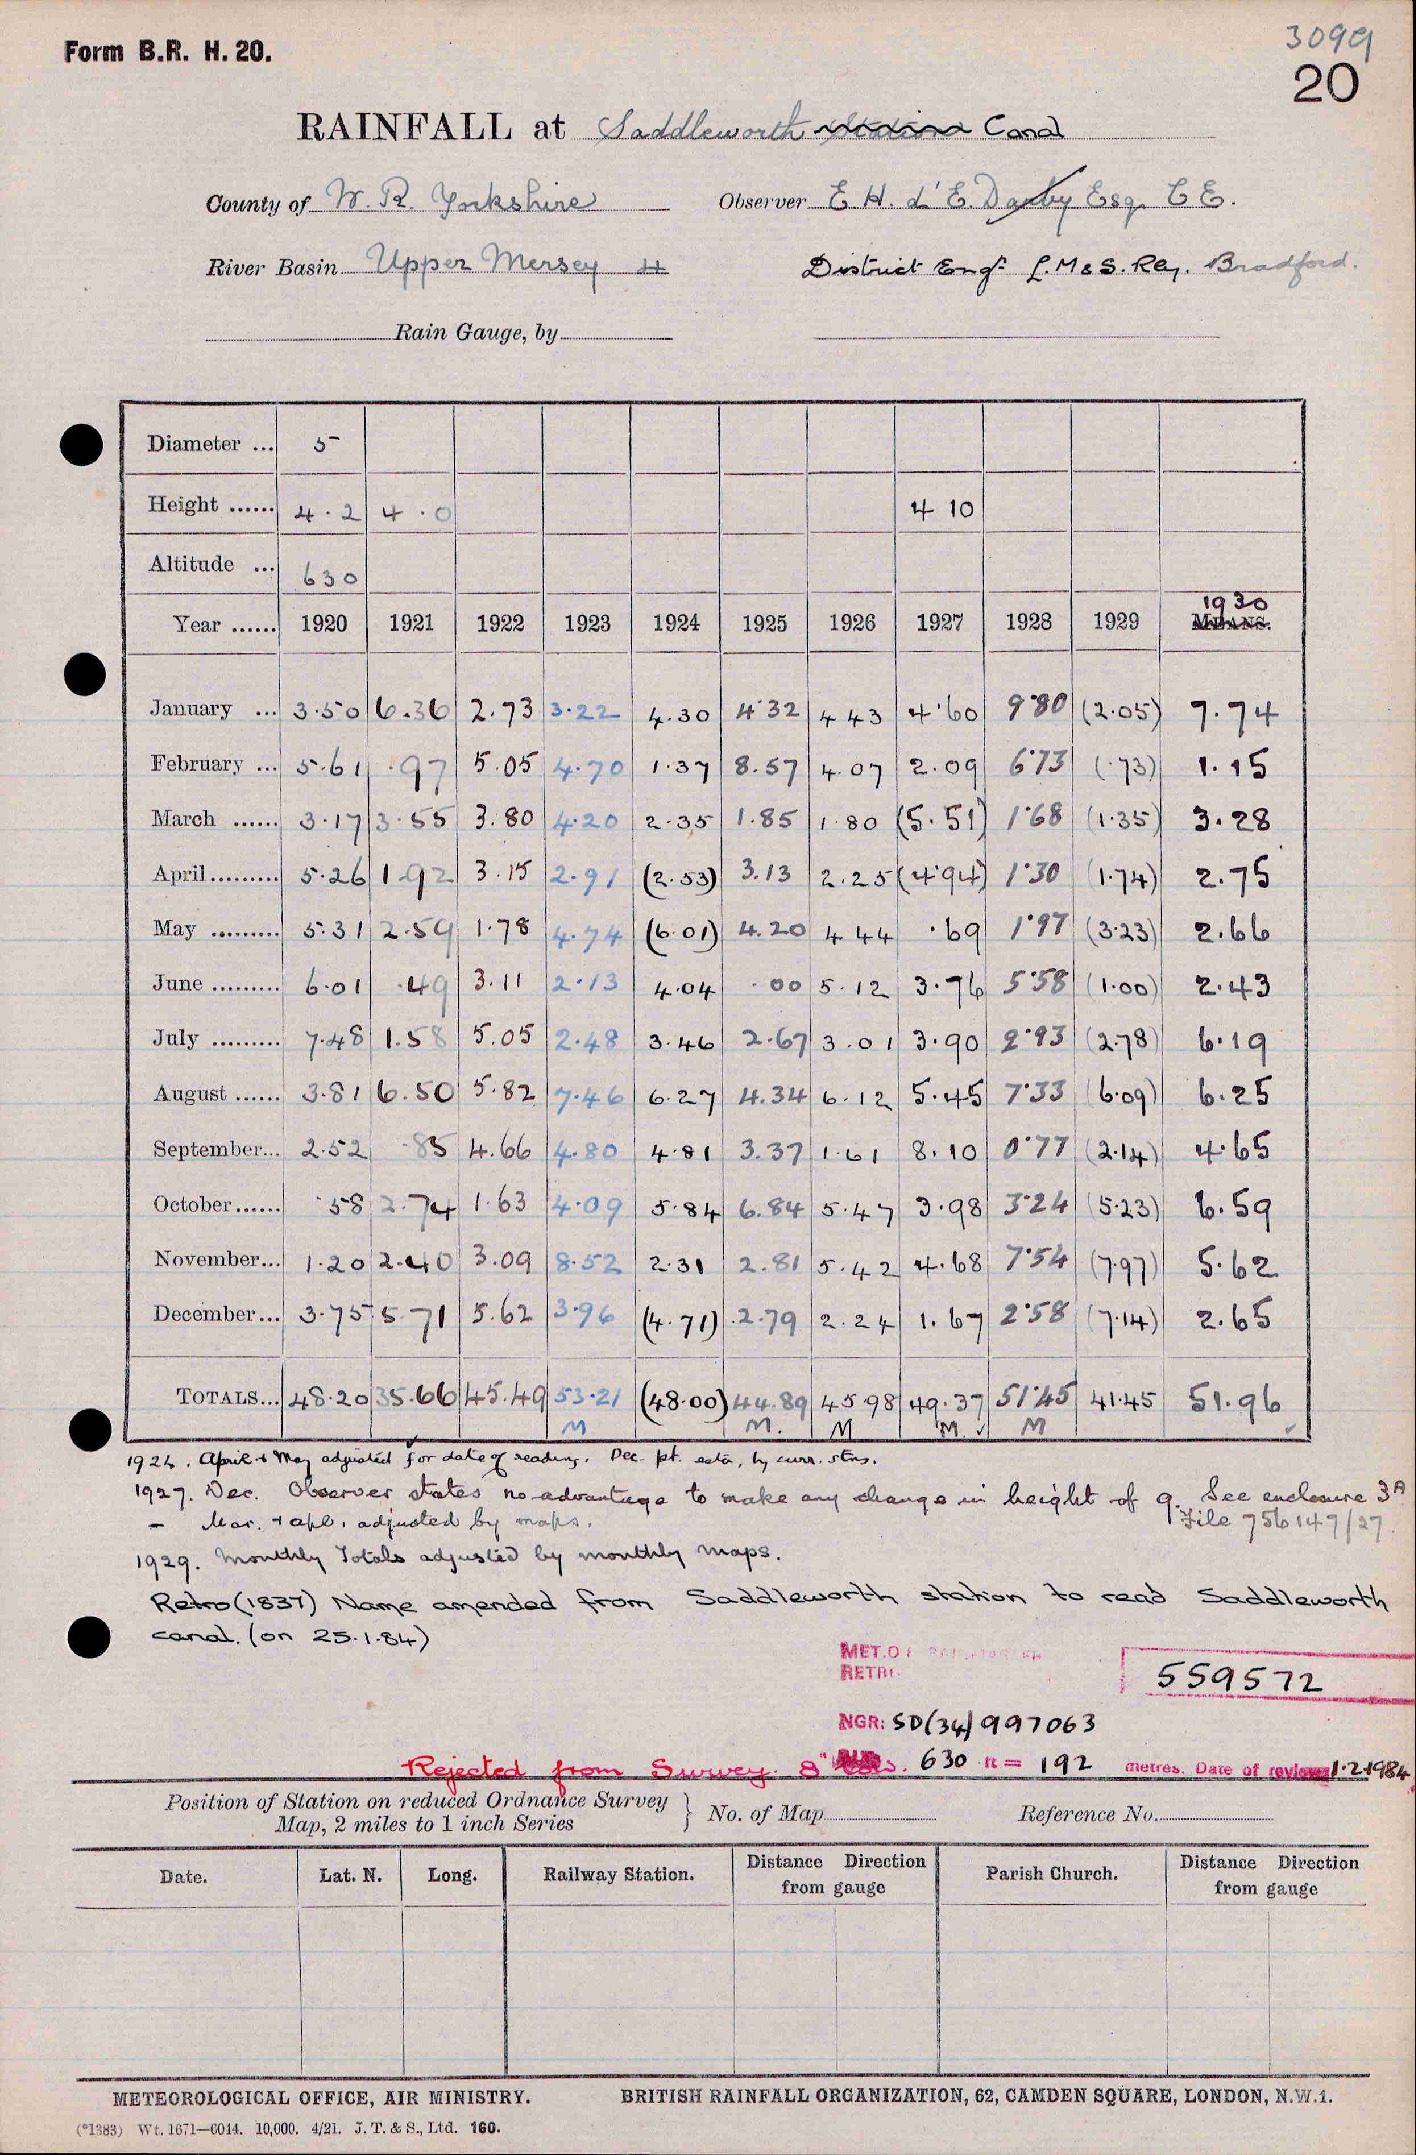 3099
Form B.R. H. 20.
20
RAINFALL at Saddleworth Station Canal
County of W. R. Yorkshire Observer E H. d'E. Danby Esq. C E.
River Basin Upper Mersey 4 District Engr. L.M & S. Rly. Bradford.
Rain Gauge, by
Diameter ... 5
Height ...... 4.2 4.0 4 10
Altitude ... 630
1930
Year ...... 1920 1921 1922 1923 1924 1925 1926 1927 1928 1929 MEANS.
January ... 3.50 6.36 2.73 3.22 4.30 4.32 4 43 4.60 9.80 (2.05) 7.74
February ... 5.61 .97 5.05 4.70 1.37 8.57 4.07 2.09 6.73 (.73) 1.15
March ...... 3.17 3.55 3.80 4.20 2.35 1.85 1.80 (5.51) 1.68 (1.35) 3.28
April......... 5.26 1.92 3.15 2.91 (2.53) 3.13 2.25 (4.94) 1.30 (1.74) 2.75
May ......... 5.31 2.59 1.78 4.74 (6.01) 4.20 4 44 .69 1.97 (3.23) 2.66
June ......... 6.01 .49 3.11 2.13 4.04 .00 5.12 3.76 5.58 (1.00) 2.43
July ......... 7.48 1.58 5.05 2.48 3.46 2.67 3.01 3.90 2.93 (2.78) 6.19
August ...... 3.81 6.50 5.82 7.46 6.27 4.34 6.12 5.45 7.33 (6.09) 6.25
September... 2.52 .85 4.66 4.80 4.81 3.37 1.61 8.10 0.77 (2.14) 4.65
October...... .58 2.74 1.63 4.09 5.84 6.84 5.47 3.98 3.24 (5.23) 6.59
November... 1.20 2.40 3.09 8.52 2.31 2.81 5.42 4.68 7.54 (7.97) 5.62
December... 3.75 5.71 5.62 3.96 (4.71) 2.79 2.24 1.67 2.58 (7.14) 2.65
TOTALS... 48.20 35.66 45.49 53.21 (48.00) 44.89 45 98 49.37 51.45 41.45 51.96
M M. M M. ✓ M ✓
1924. April & May adjusted for date of reading. Dec. pt. estd, by curr. stns.
1927. Dec. Observer states no advantage to make any change in height of g. See enclosure 3A
— Mar. & apl. adjusted by maps. File 756147/27.
1929. Monthly Totals adjusted by monthly maps.
Retro (1837) Name amended from Saddleworth station to read Saddleworth
canal. (on 25.1.84)
MET.O
RETR
559572
NGR: SD(34) 997063
Rejected from Survey. 8" 630 ft = 192 metres. Date of review 1.2.1984
Position of Station on reduced Ordnance Survey
Map, 2 miles to 1 inch Series } No. of Map Reference No.
Date. Lat. N. Long. Railway Station. Distance Direction from gauge Parish Church. Distance Direction from gauge
METEOROLOGICAL OFFICE, AIR MINISTRY. BRITISH RAINFALL ORGANIZATION, 62, CAMDEN SQUARE, LONDON, N.W.1.
(*1383) Wt. 1671—6014. 10,000. 4/21. J. T. & S., Ltd. 160.